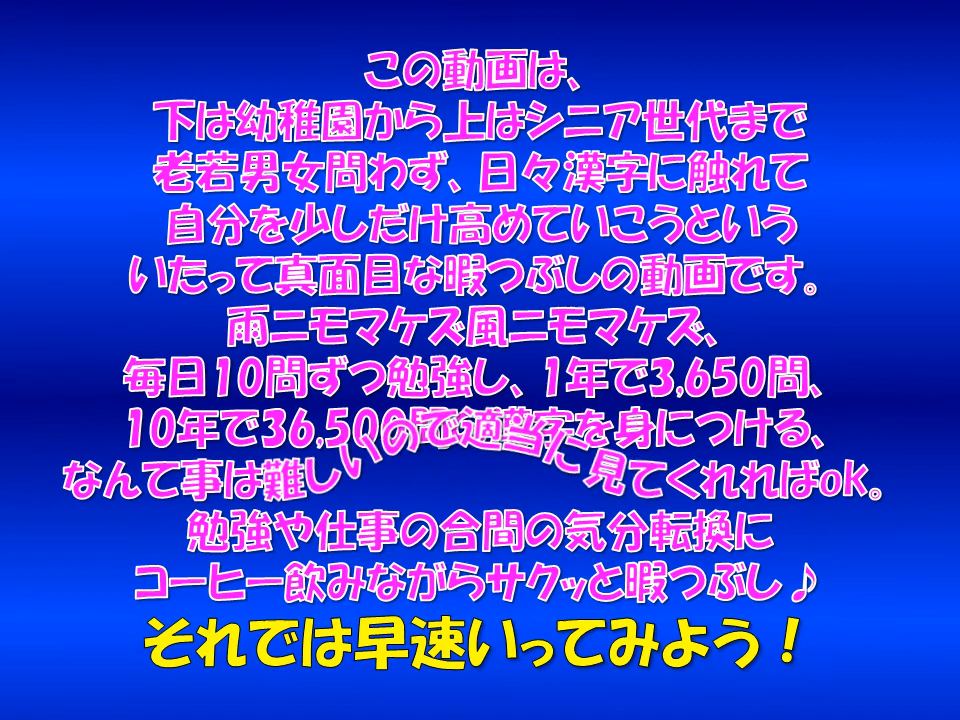 この動画は、
下は幼稚園から上はシニア世代まで
老若男女問わず、日々漢字に触れて
自分を少しだけ高めていこうという
いたって真面目な暇つぶしの動画です。
雨ニモマケズ風ニモマケズ、
毎日10問ずつ勉強し、1年で3,650問、
10年で36,500字を身につける、
なんて事は難しいので適当に見てくれればok。
勉強や仕事の合間の気分転換に
コーヒー飲みながらサクッと暇つぶし♪
それでは早速いってみよう！